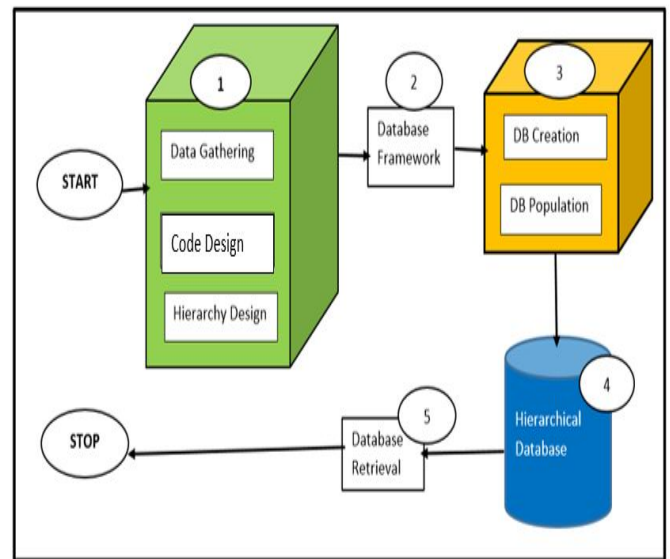 START
1
Data Gathering
Code Design
Hierarchy Design
2
Database
Framework
3
DB Creation
DB Population
4
Hierarchical
Database
5
Database
Retrieval
STOP